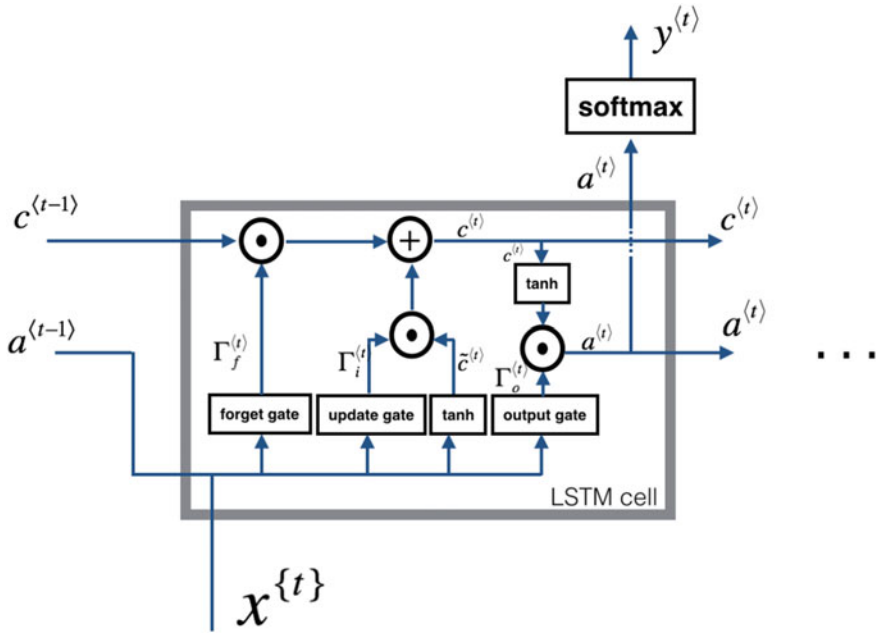 y⟨t⟩
softmax
a⟨t⟩
c⟨t−1⟩
c⟨t⟩
c⟨t⟩
c⟨t⟩
tanh
a⟨t−1⟩
Γf⟨t⟩
Γi⟨t⟩
c̃⟨t⟩
Γo⟨t⟩
a⟨t⟩
a⟨t⟩
. . .
forget gate
update gate
tanh
output gate
LSTM cell
x{t}